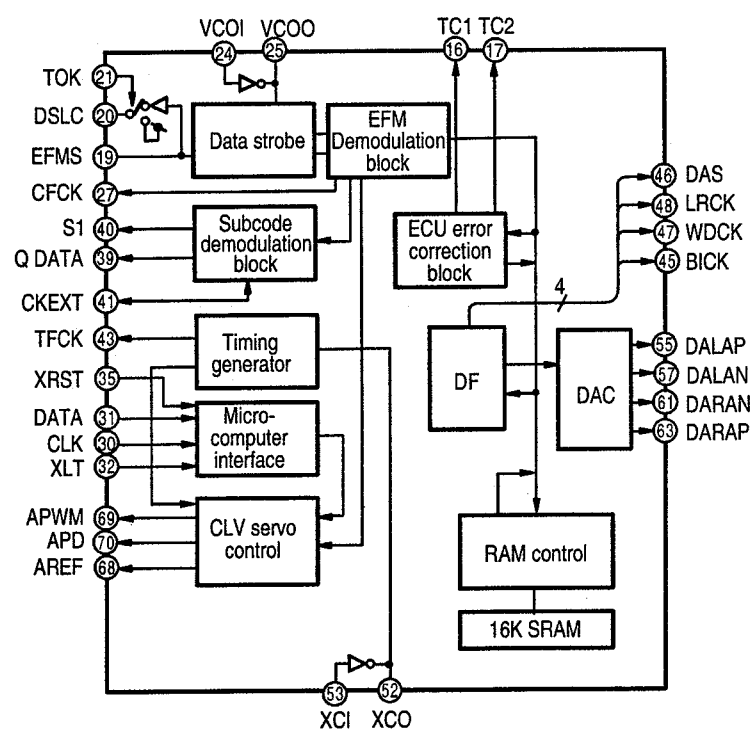 VCOI VCOO TC1 TC2
24 25 16 17
TOK 21
DSLC 20
EFMS 19
CFCK 27
S1 40
Q DATA 39
CKEXT 41
TFCK 43
XRST 35
DATA 31
CLK 30
XLT 32
APWM 69
APD 70
AREF 68
Data strobe
EFM
Demodulation
block
Subcode
demodulation
block
ECU error
correction
block
Timing
generator
Micro-
computer
interface
CLV servo
control
4
DF
DAC
RAM control
16K SRAM
46 DAS
48 LRCK
47 WDCK
45 BICK
55 DALAP
57 DALAN
61 DARAN
63 DARAP
53 52
XCI XCO